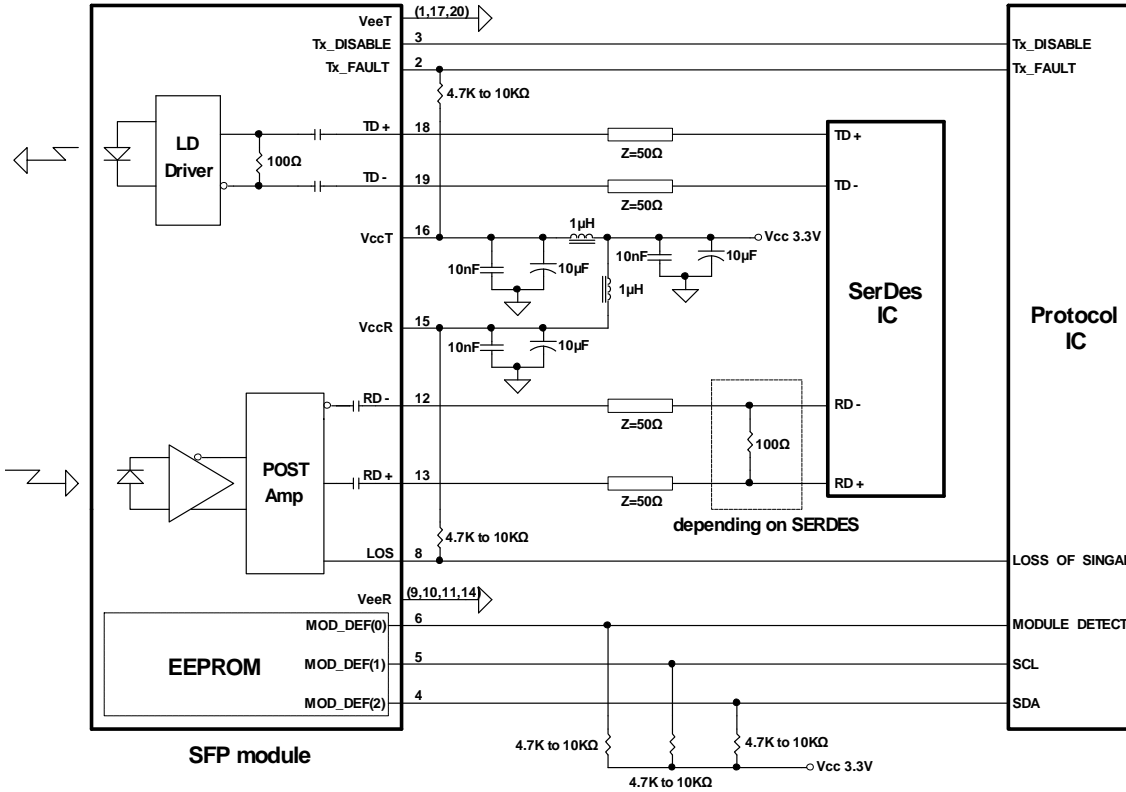 VeeT
(1,17,20)
Tx_DISABLE
3
Tx_DISABLE
Tx_FAULT
2
Tx_FAULT
4.7K to 10KΩ
LD
Driver
100Ω
TD+
18
Z=50Ω
TD+
TD-
19
Z=50Ω
TD-
1µH
VccT
16
Vcc 3.3V
10nF
10µF
10nF
10µF
1µH
SerDes
IC
Protocol
IC
VccR
15
10nF
10µF
RD-
12
Z=50Ω
RD-
100Ω
POST
Amp
RD+
13
Z=50Ω
RD+
depending on SERDES
4.7K to 10KΩ
LOS
8
LOSS OF SINGAL
VeeR
(9,10,11,14)
MOD_DEF(0)
6
MODULE DETECT
EEPROM
MOD_DEF(1)
5
SCL
MOD_DEF(2)
4
SDA
SFP module
4.7K to 10KΩ
4.7K to 10KΩ
4.7K to 10KΩ
Vcc 3.3V